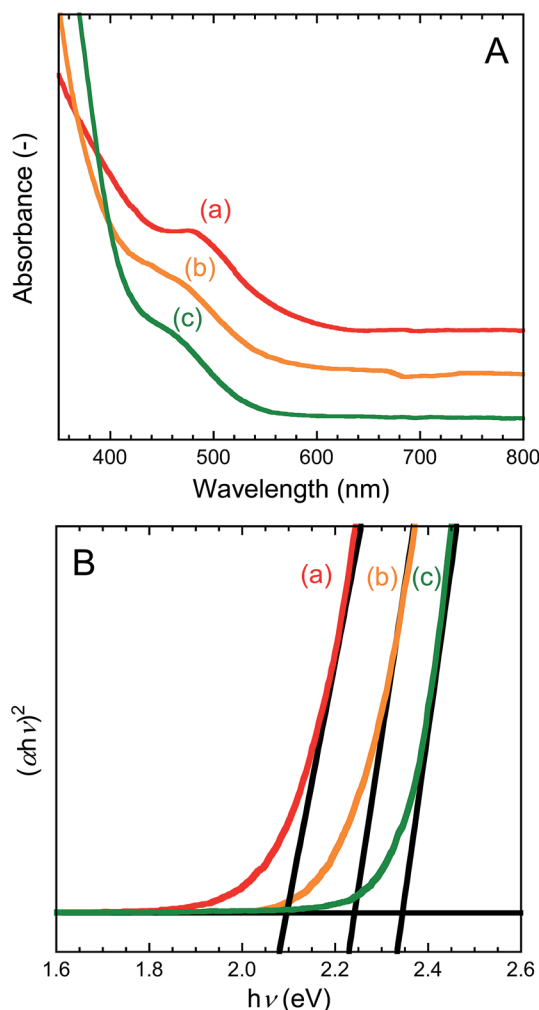 A
(a)
(b)
(c)
Absorbance (-)
400 500 600 700 800
Wavelength (nm)
B
(a) (b) (c)
(αhν)²
1.6 1.8 2.0 2.2 2.4 2.6
hν (eV)